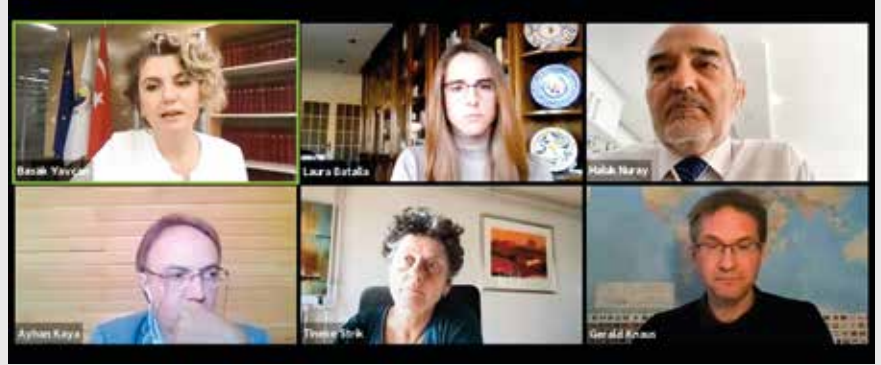 Basak Yavcan
Laura Batalla
Haluk Nuray
Ayhan Kaya
Tineke Strik
Gerald Knaus